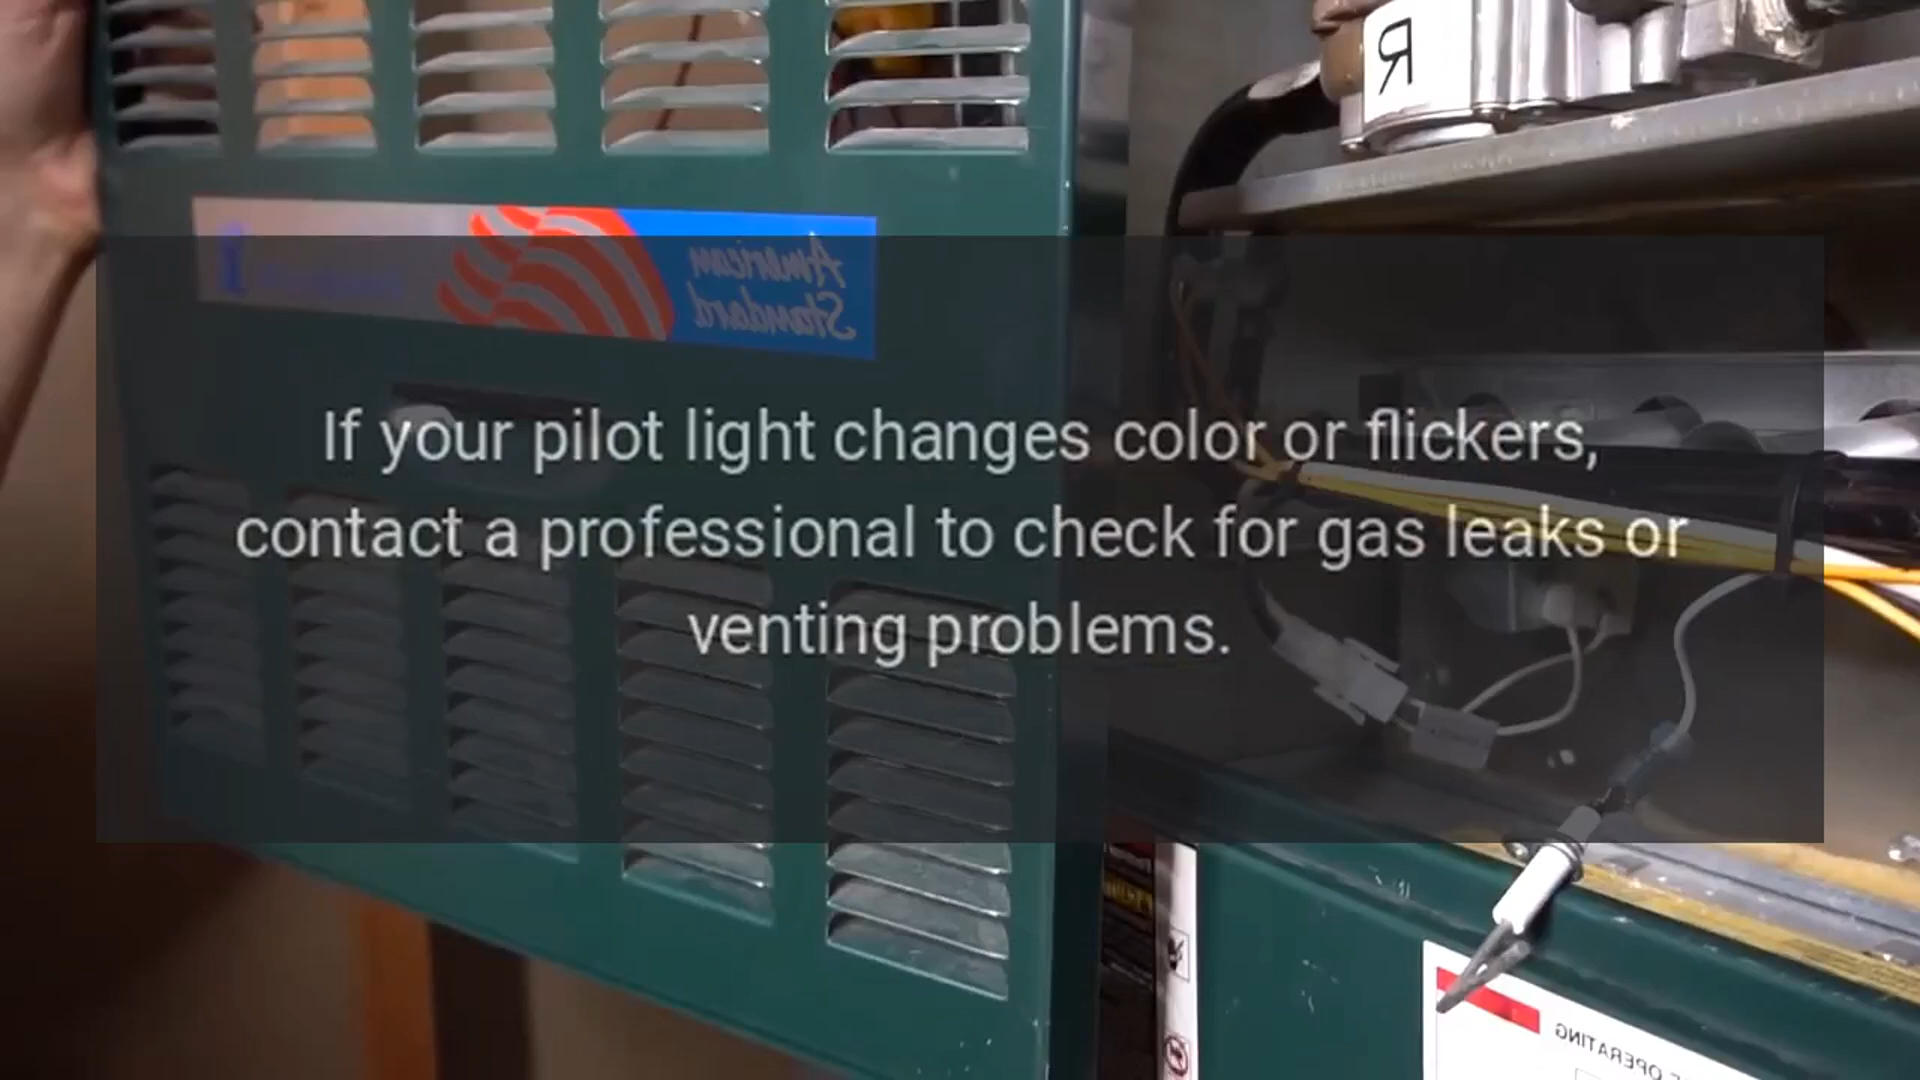 R
American
Standard
If your pilot light changes color or flickers,
contact a professional to check for gas leaks or
venting problems.
OPERATING